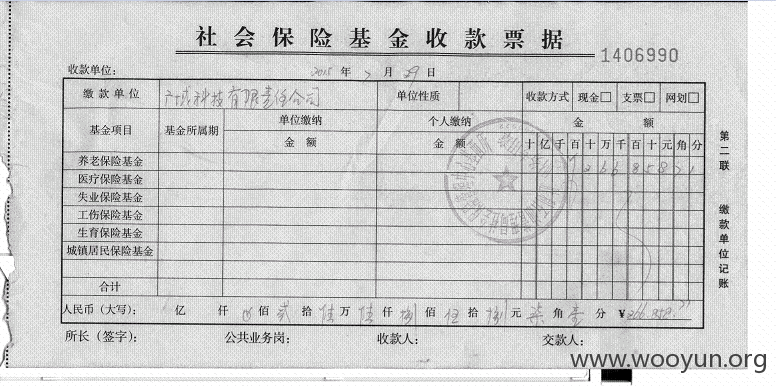 社会保险基金收款票据
1406990
收款单位：
2015 年 7 月 29 日
缴款单位 科技有限责任公司 单位性质 收款方式 现金□ 支票□ 网划□
基金项目 基金所属期 单位缴纳 个人缴纳 金额
金额 金额 十 亿 千 百 十 万 千 百 十 元 角 分
养老保险基金 2 6 6 8 5 8 7 1
医疗保险基金
失业保险基金
工伤保险基金
生育保险基金
城镇居民保险基金
合计
人民币（大写）： 亿 仟 佰 贰 拾 陆 万 陆 仟 捌 佰 伍 拾 捌 元 柒 角 壹 分 ¥266,858.71
所长（签字）： 公共业务岗： 收款人： 交款人：
第二联 缴款单位记账
www.wooyun.org